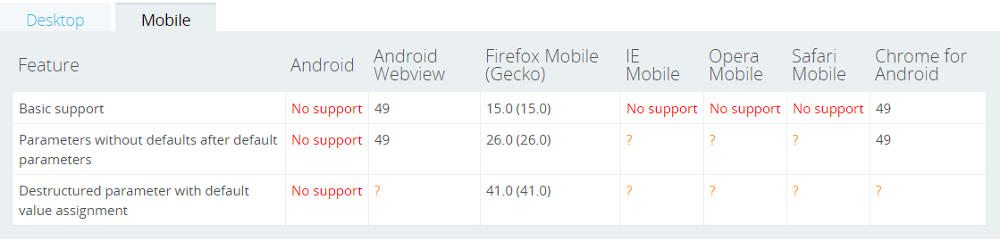 Desktop Mobile
Feature Android Android Webview Firefox Mobile (Gecko) IE Mobile Opera Mobile Safari Mobile Chrome for Android
Basic support No support 49 15.0 (15.0) No support No support No support 49
Parameters without defaults after default parameters No support 49 26.0 (26.0) ? ? ? 49
Destructured parameter with default value assignment No support ? 41.0 (41.0) ? ? ? ?